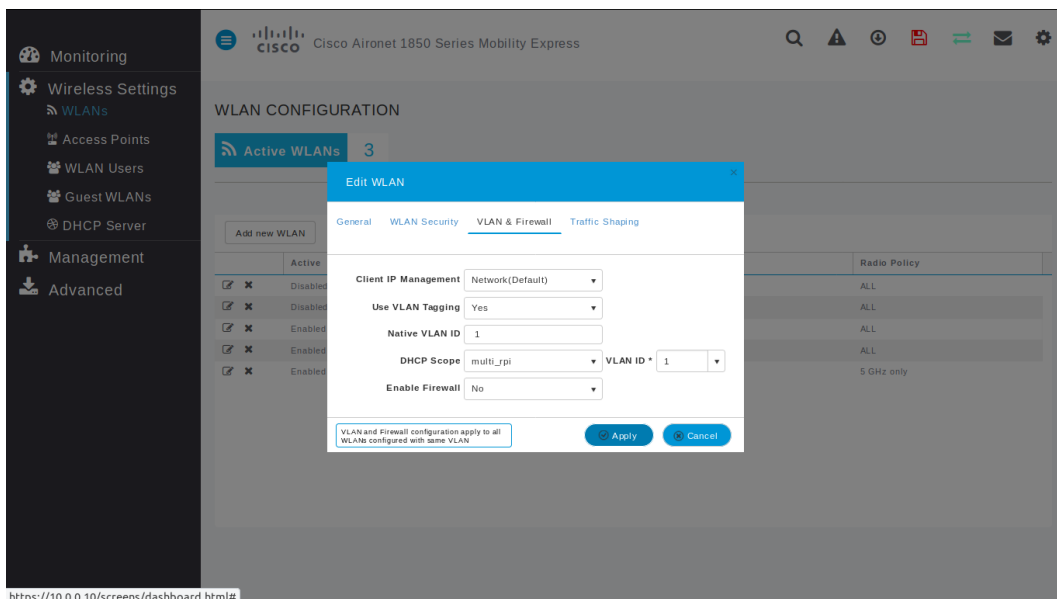 Monitoring
Wireless Settings
WLANs
Access Points
WLAN Users
Guest WLANs
DHCP Server
Management
Advanced
CISCO Cisco Aironet 1850 Series Mobility Express
WLAN CONFIGURATION
Active WLANs 3
Add new WLAN
Active Radio Policy
Disabled ALL
Disabled ALL
Enabled ALL
Enabled ALL
Enabled 5 GHz only
Edit WLAN
General WLAN Security VLAN & Firewall Traffic Shaping
Client IP Management Network(Default)
Use VLAN Tagging Yes
Native VLAN ID 1
DHCP Scope multi_rpi VLAN ID * 1
Enable Firewall No
VLAN and Firewall configuration apply to all
WLANs configured with same VLAN
Apply Cancel
https://10.0.0.10/screens/dashboard.html#